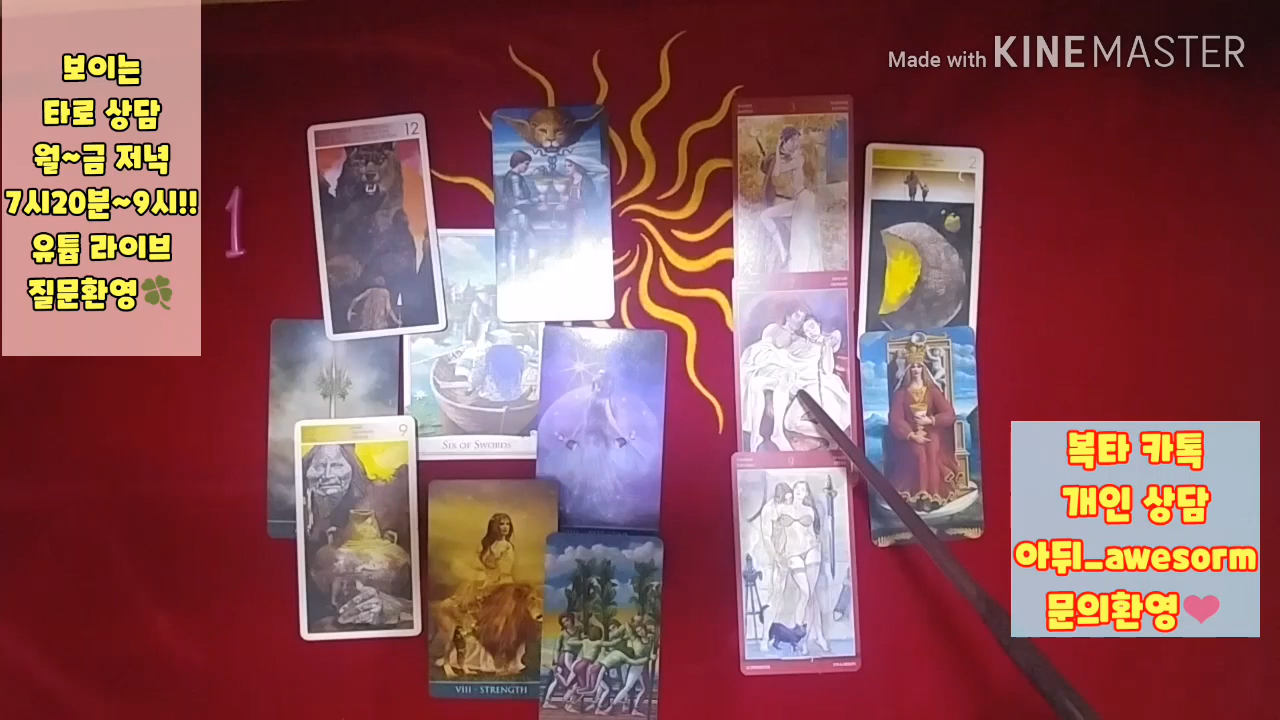 보이는
타로 상담
월~금 저녁
7시20분~9시!!
유튭 라이브
질문환영🍀
Made with KINEMASTER
1
12
3
2
SIX OF SWORDS
9
9
VIII - STRENGTH
복타 카톡
개인 상담
아뒤_awesorm
문의환영❤